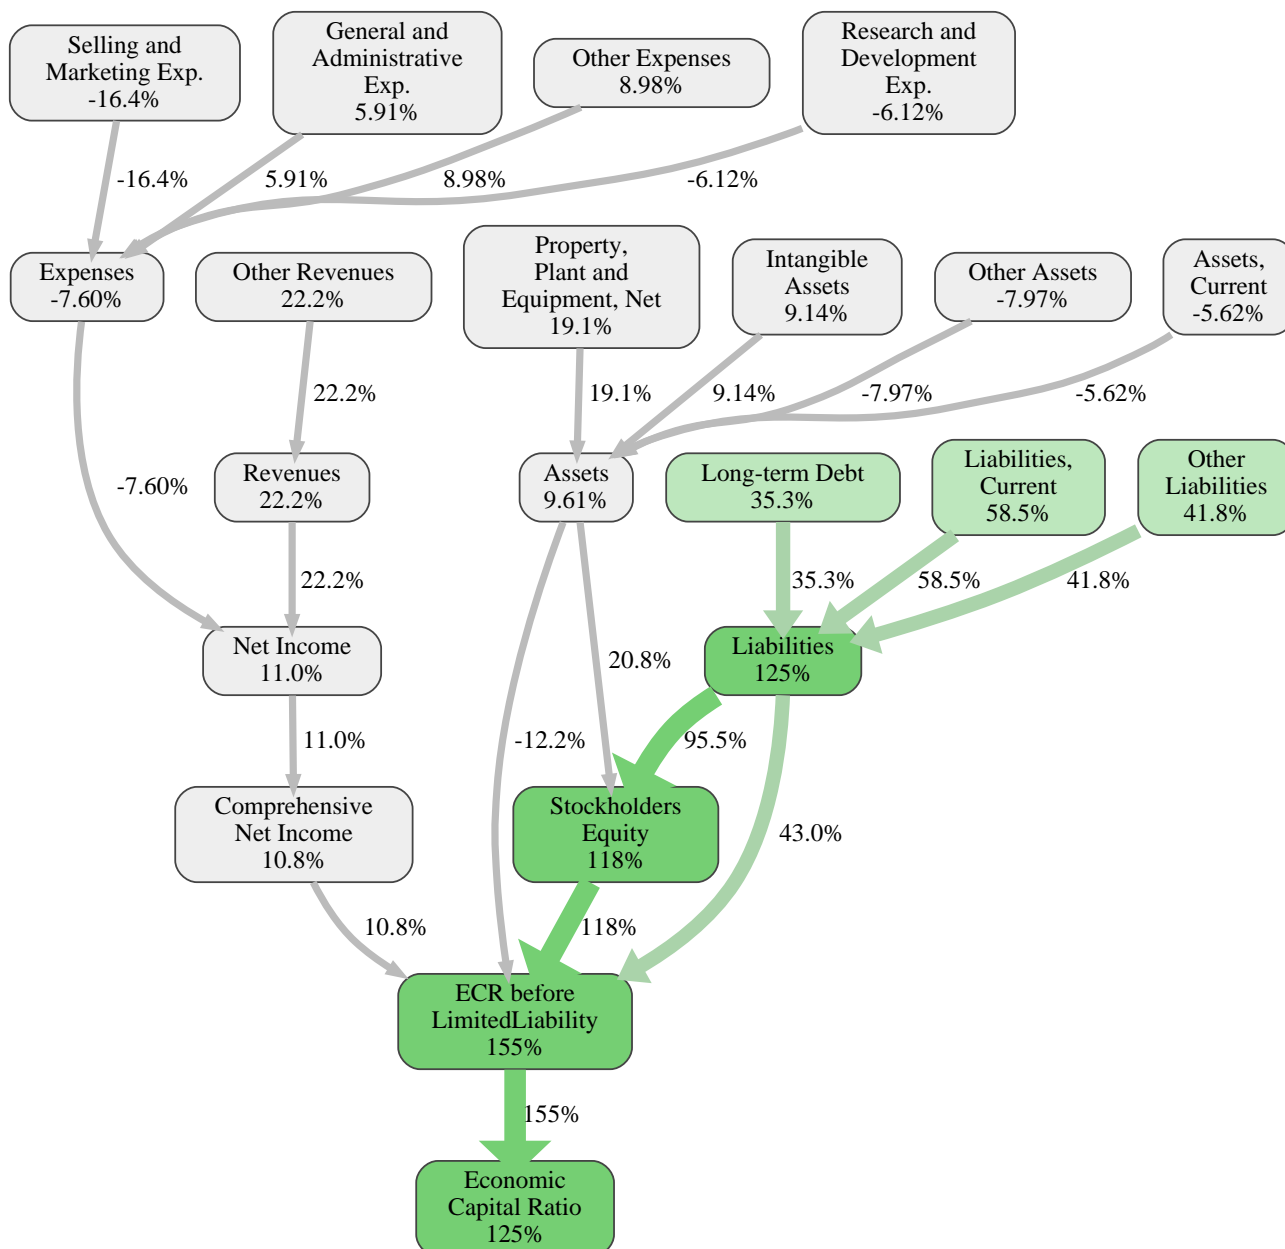 Selling and
Marketing Exp.
-16.4%
General and
Administrative
Exp.
5.91%
Other Expenses
8.98%
Research and
Development
Exp.
-6.12%
-16.4%
5.91%
8.98%
-6.12%
Expenses
-7.60%
Other Revenues
22.2%
Property,
Plant and
Equipment, Net
19.1%
Intangible
Assets
9.14%
Other Assets
-7.97%
Assets,
Current
-5.62%
22.2%
19.1%
9.14%
-7.97%
-5.62%
-7.60%
Revenues
22.2%
Assets
9.61%
Long-term Debt
35.3%
Liabilities,
Current
58.5%
Other
Liabilities
41.8%
22.2%
35.3%
58.5%
41.8%
Net Income
11.0%
20.8%
Liabilities
125%
11.0%
-12.2%
95.5%
Comprehensive
Net Income
10.8%
Stockholders
Equity
118%
43.0%
10.8%
118%
ECR before
LimitedLiability
155%
155%
Economic
Capital Ratio
125%